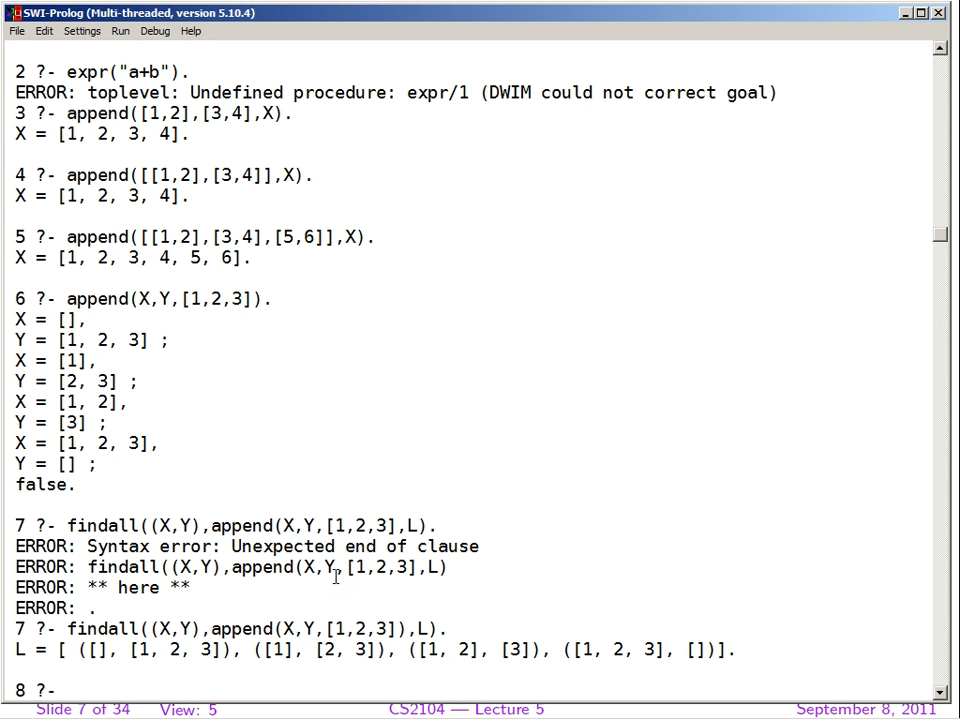 SWI-Prolog (Multi-threaded, version 5.10.4)
File Edit Settings Run Debug Help
2 ?- expr("a+b").
ERROR: toplevel: Undefined procedure: expr/1 (DWIM could not correct goal)
3 ?- append([1,2],[3,4],X).
X = [1, 2, 3, 4].
4 ?- append([[1,2],[3,4]],X).
X = [1, 2, 3, 4].
5 ?- append([[1,2],[3,4],[5,6]],X).
X = [1, 2, 3, 4, 5, 6].
6 ?- append(X,Y,[1,2,3]).
X = [],
Y = [1, 2, 3] ;
X = [1],
Y = [2, 3] ;
X = [1, 2],
Y = [3] ;
X = [1, 2, 3],
Y = [] ;
false.
7 ?- findall((X,Y),append(X,Y,[1,2,3],L).
ERROR: Syntax error: Unexpected end of clause
ERROR: findall((X,Y),append(X,Y,[1,2,3],L)
ERROR: ** here **
ERROR: .
7 ?- findall((X,Y),append(X,Y,[1,2,3]),L).
L = [ ([], [1, 2, 3]), ([1], [2, 3]), ([1, 2], [3]), ([1, 2, 3], [])].
8 ?-
Slide 7 of 34 View: 5 CS2104 — Lecture 5 September 8, 2011